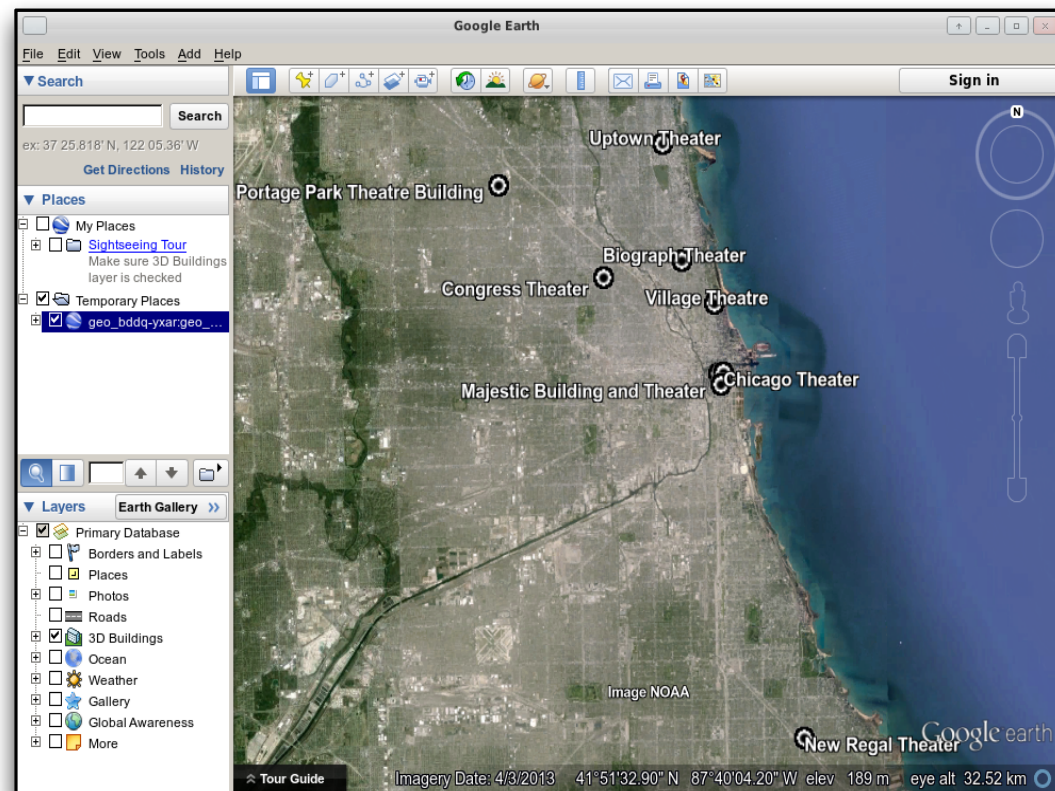 Google Earth
File Edit View Tools Add Help
Search
Search
ex: 37 25.818' N, 122 05.36' W
Get Directions History
Places
My Places
Sightseeing Tour
Make sure 3D Buildings
layer is checked
Temporary Places
geo_bddq-yxar:geo_...
Layers
Earth Gallery »
Primary Database
Borders and Labels
Places
Photos
Roads
3D Buildings
Ocean
Weather
Gallery
Global Awareness
More
Sign in
N
Uptown Theater
Portage Park Theatre Building
Biograph Theater
Congress Theater
Village Theatre
Chicago Theater
Majestic Building and Theater
Image NOAA
Google earth
New Regal Theater
Tour Guide
Imagery Date: 4/3/2013 41°51'32.90" N 87°40'04.20" W elev 189 m eye alt 32.52 km